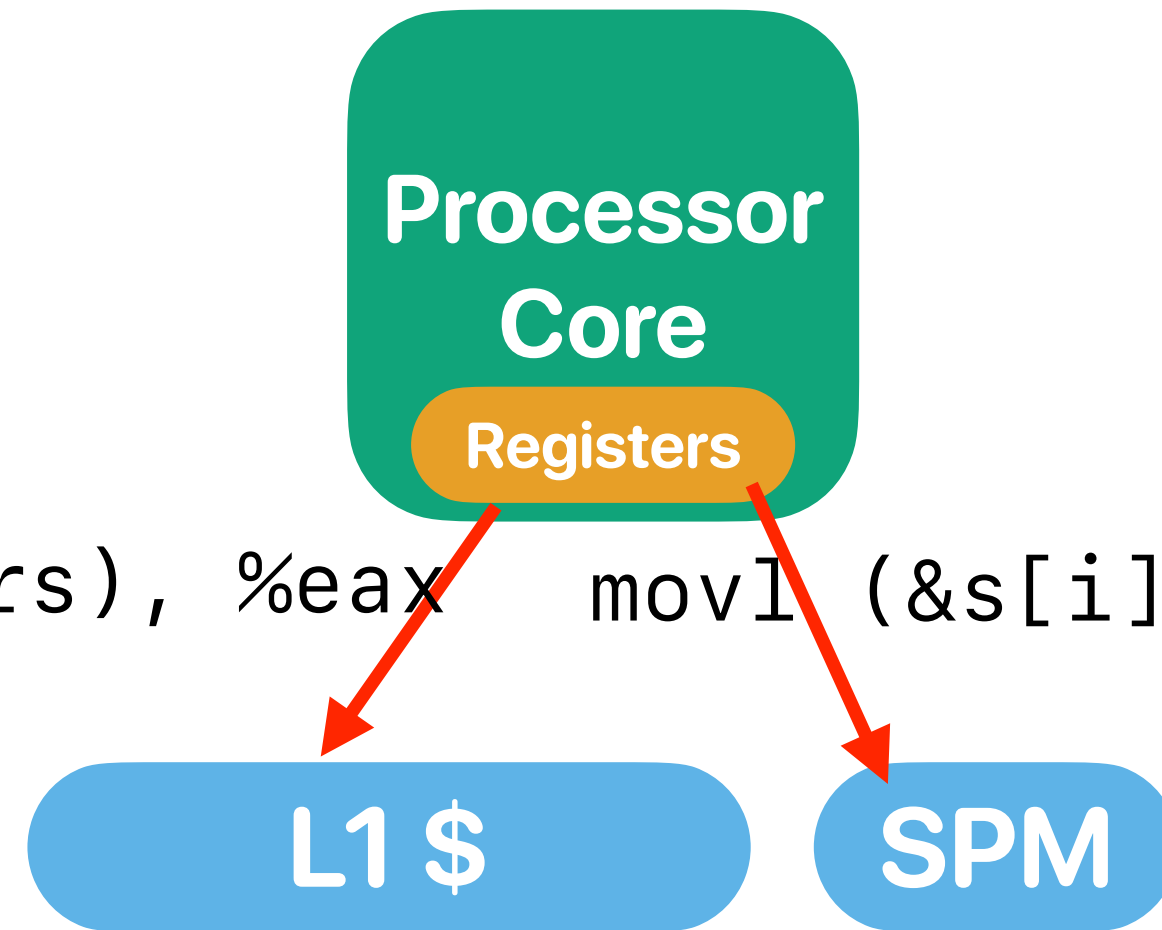 Processor
Core
Registers
rs), %eax
movl (&s[i]
L1 $
SPM